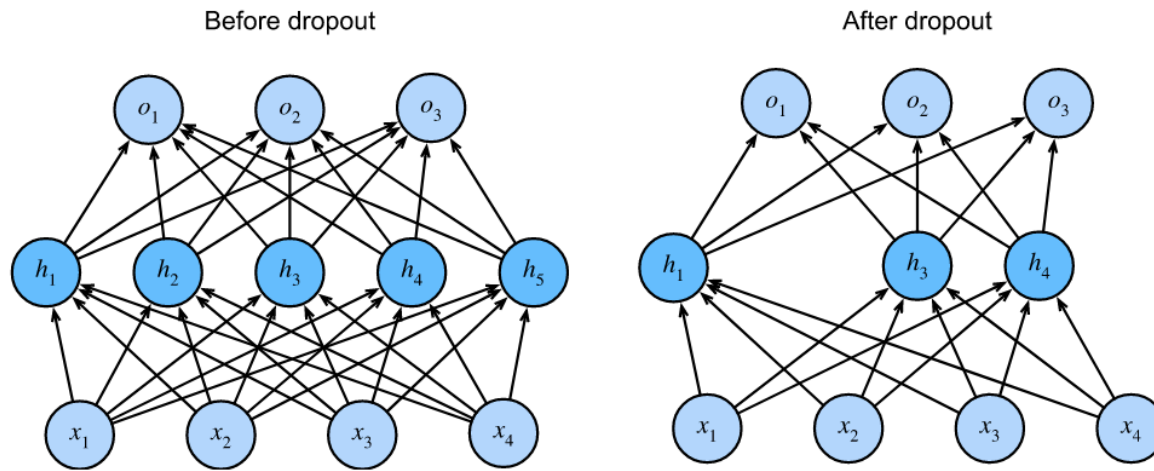 Before dropout
o1 o2 o3
h1 h2 h3 h4 h5
x1 x2 x3 x4
After dropout
o1 o2 o3
h1 h3 h4
x1 x2 x3 x4